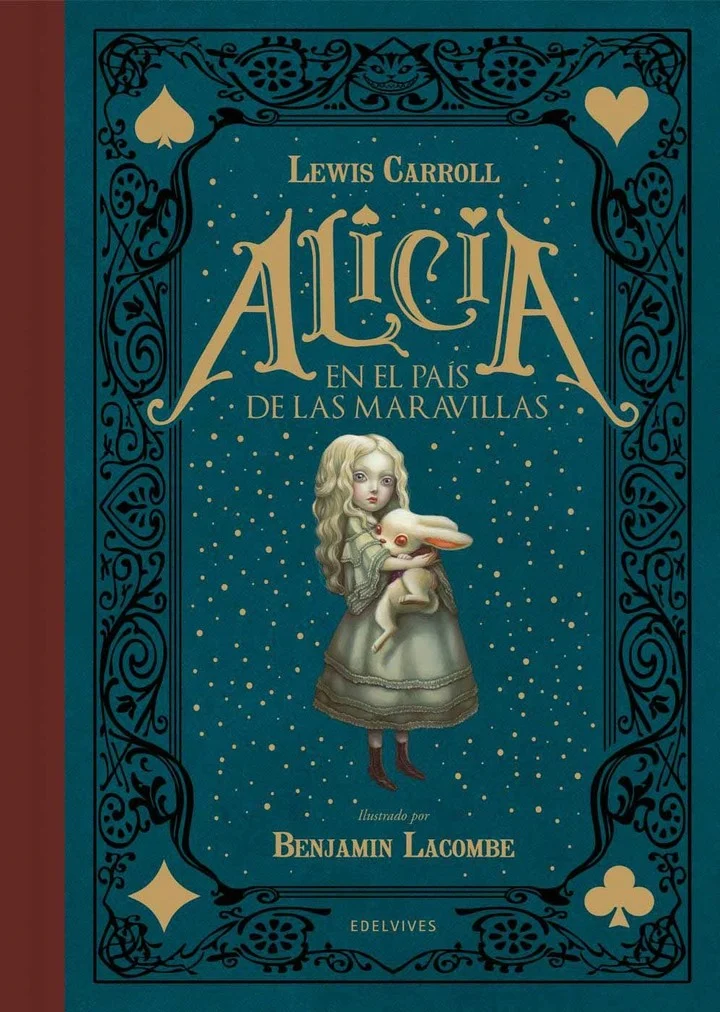 LEWIS CARROLL
ALICIA
EN EL PAÍS
DE LAS MARAVILLAS
Ilustrado por
BENJAMIN LACOMBE
EDELVIVES